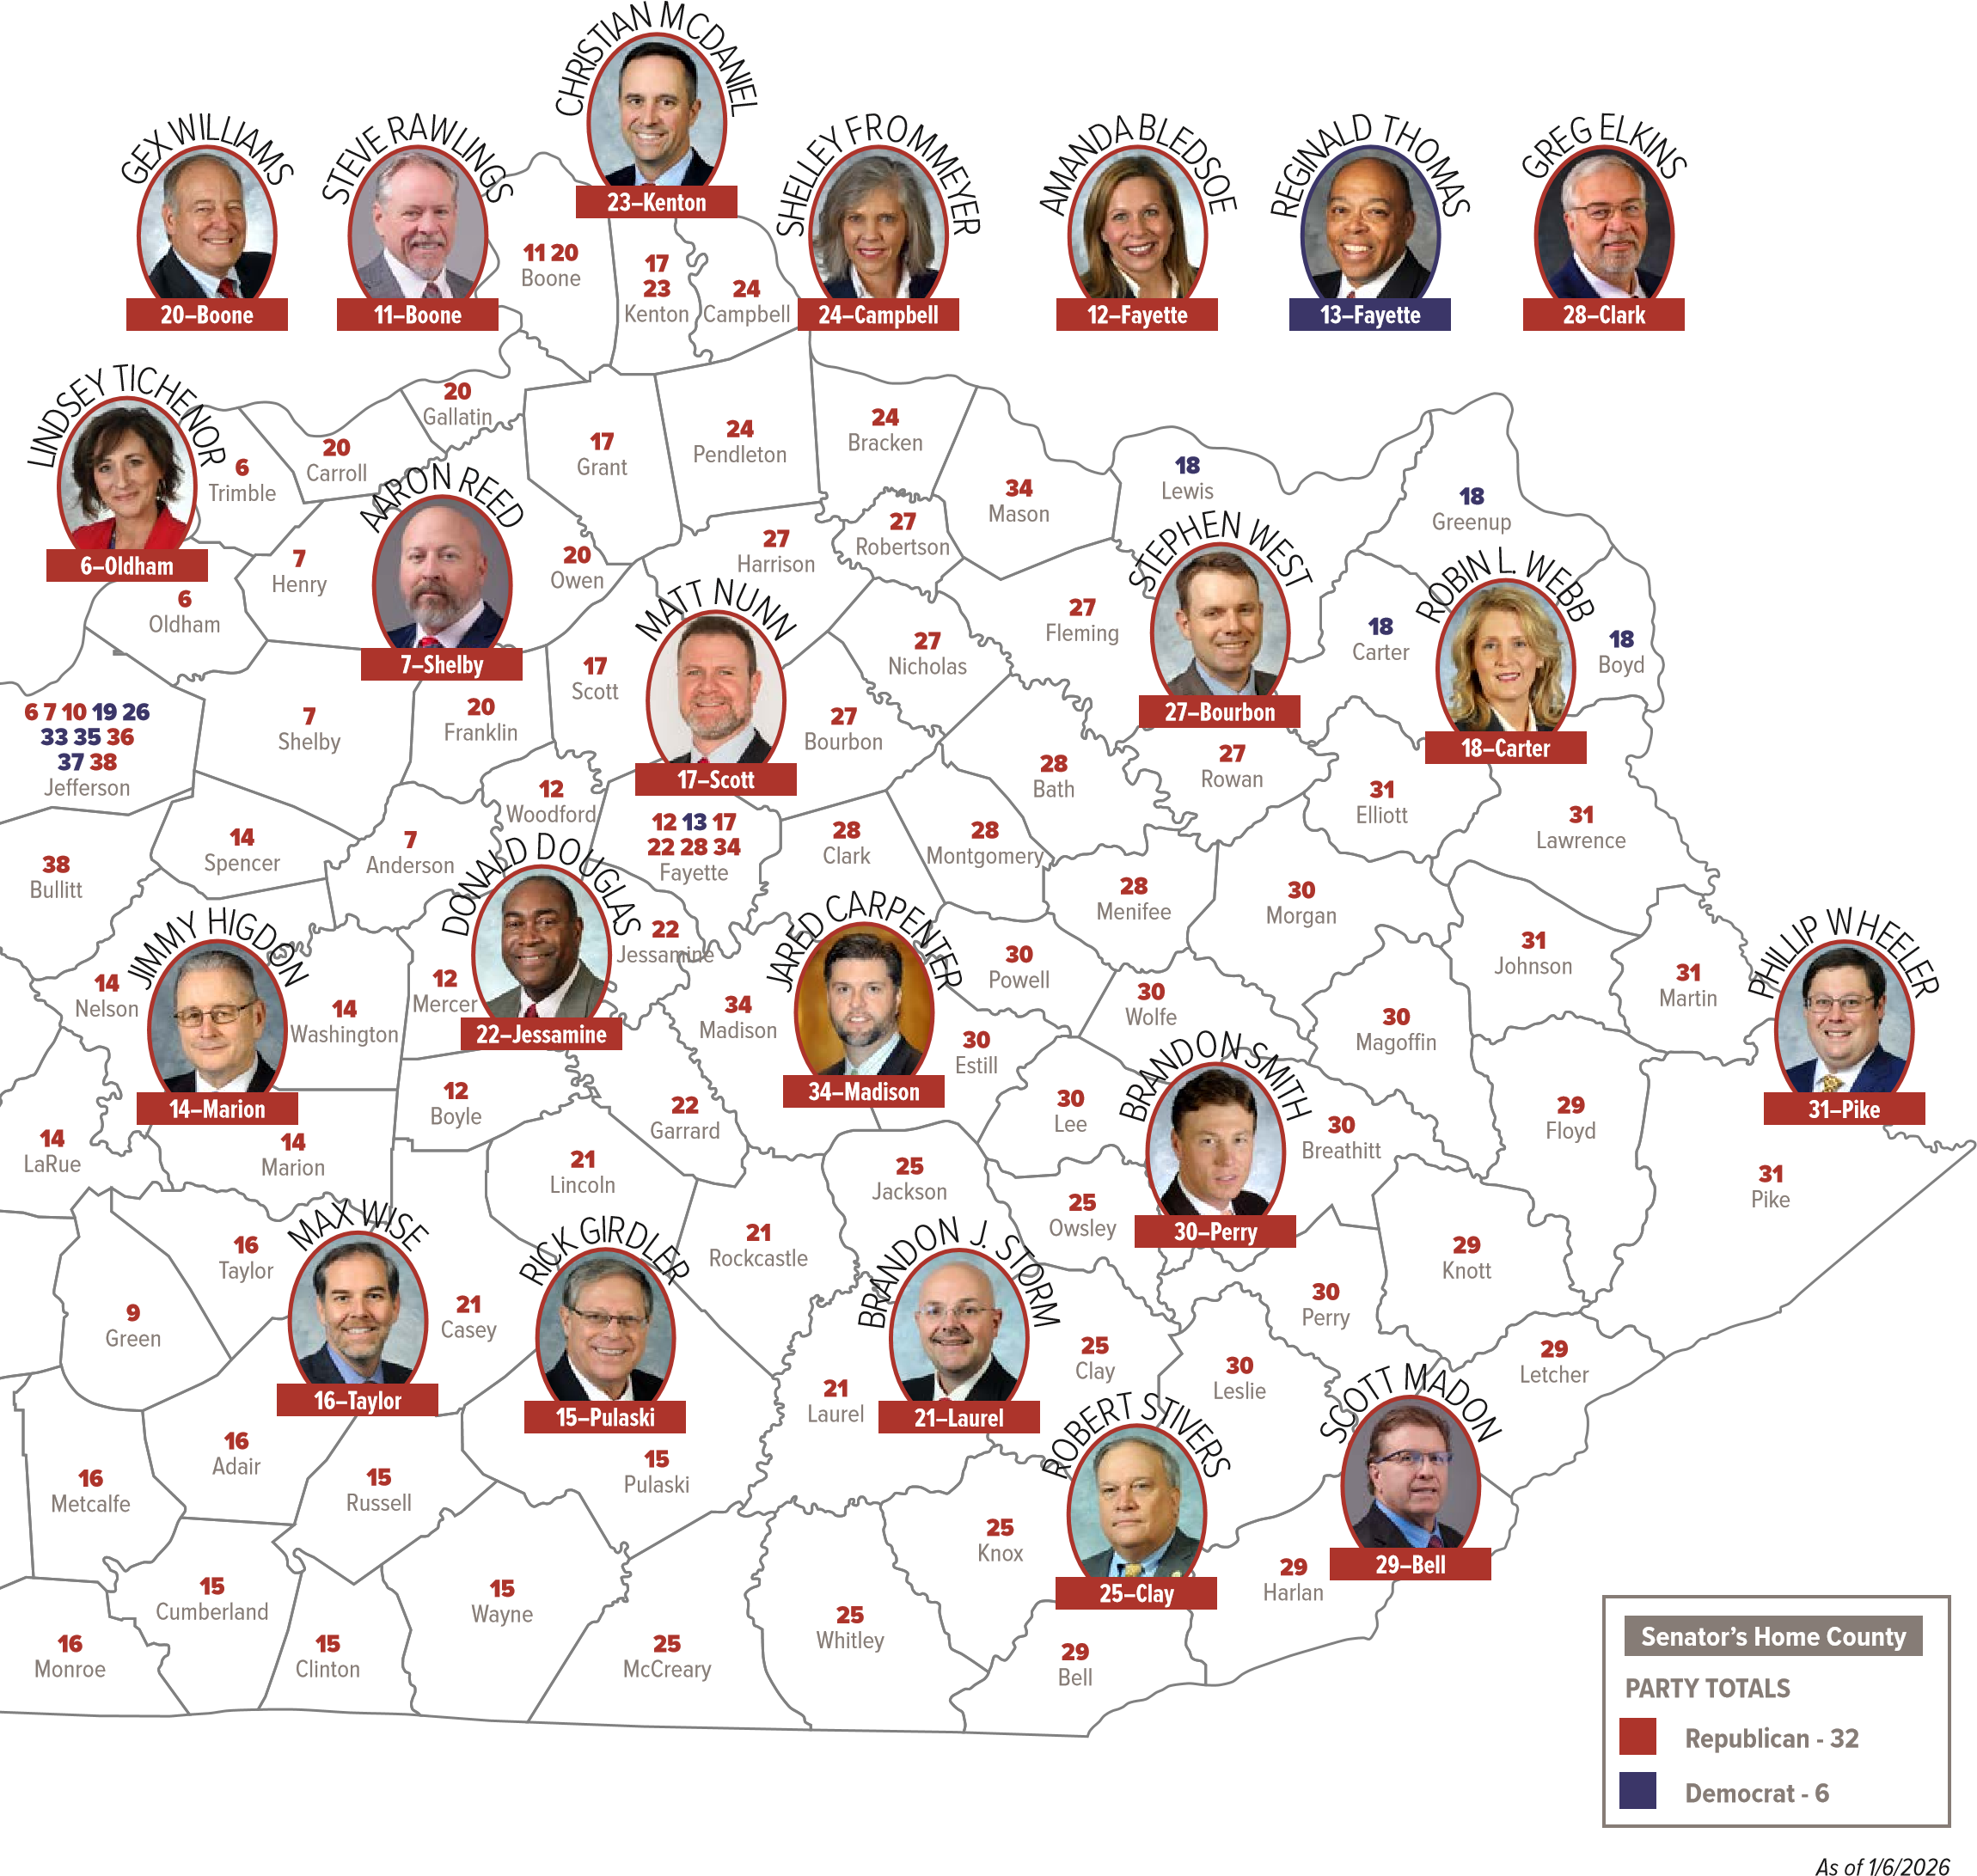 CHRISTIAN MCDANIEL
23–Kenton
GEX WILLIAMS
20–Boone
STEVE RAWLINGS
11–Boone
SHELLEY FROMMEYER
24–Campbell
AMANDA BLEDSOE
12–Fayette
REGINALD THOMAS
13–Fayette
GREG ELKINS
28–Clark
11 20
Boone
17
23
Kenton
24
Campbell
LINDSEY TICHENOR
6–Oldham
6
Trimble
20
Carroll
20
Gallatin
17
Grant
24
Pendleton
24
Bracken
34
Mason
18
Lewis
18
Greenup
AARON REED
7–Shelby
7
Henry
6
Oldham
20
Owen
27
Harrison
27
Robertson
27
Fleming
STEPHEN WEST
27–Bourbon
ROBIN L. WEBB
18–Carter
18
Carter
18
Boyd
MATT NUNN
17–Scott
17
Scott
27
Nicholas
6 7 10 19 26
33 35 36
37 38
Jefferson
7
Shelby
20
Franklin
27
Bourbon
28
Bath
27
Rowan
31
Elliott
31
Lawrence
12
Woodford
38
Bullitt
14
Spencer
7
Anderson
12 13 17
22 28 34
Fayette
28
Clark
28
Montgomery
28
Menifee
30
Morgan
DONALD DOUGLAS
22–Jessamine
22
Jessamine
JIMMY HIGDON
14–Marion
JARED CARPENTER
34–Madison
PHILLIP WHEELER
31–Pike
14
Nelson
14
Washington
12
Mercer
34
Madison
30
Powell
30
Wolfe
31
Johnson
31
Martin
30
Magoffin
30
Estill
12
Boyle
22
Garrard
30
Lee
BRANDON SMITH
30–Perry
30
Breathitt
29
Floyd
14
LaRue
14
Marion
21
Lincoln
25
Jackson
25
Owsley
31
Pike
MAX WISE
16–Taylor
16
Taylor
RICK GIRDLER
15–Pulaski
21
Rockcastle
BRANDON J. STORM
21–Laurel
29
Knott
9
Green
21
Casey
30
Perry
25
Clay
30
Leslie
29
Letcher
21
Laurel
ROBERT STIVERS
25–Clay
SCOTT MADON
29–Bell
16
Metcalfe
16
Adair
15
Russell
15
Pulaski
25
Knox
29
Harlan
15
Cumberland
15
Wayne
25
Whitley
16
Monroe
15
Clinton
25
McCreary
29
Bell
Senator's Home County
PARTY TOTALS
Republican - 32
Democrat - 6
As of 1/6/2026